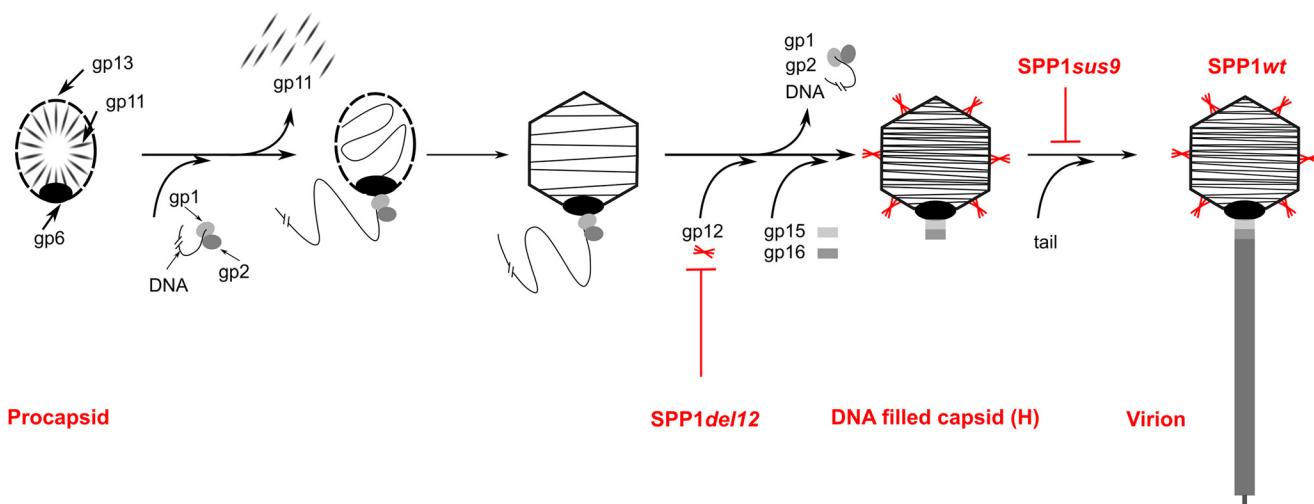 gp13
gp11
gp6
gp1
DNA
gp2
gp11
gp12
gp1
gp2
DNA
gp15
gp16
SPP1sus9
tail
SPP1wt
Procapsid
SPP1del12
DNA filled capsid (H)
Virion